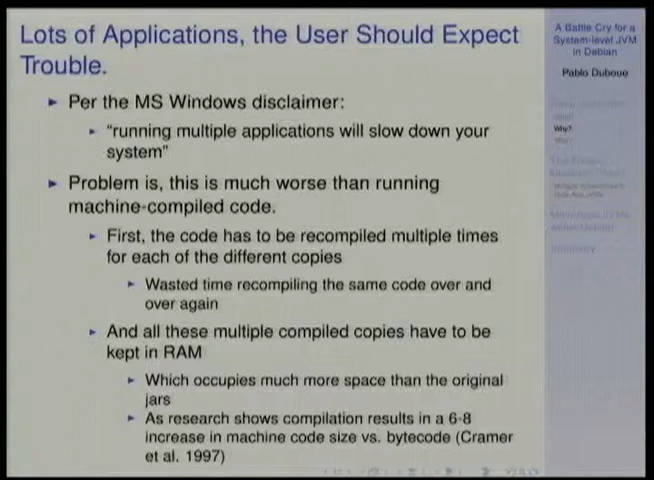 Lots of Applications, the User Should Expect
Trouble.
Per the MS Windows disclaimer:
"running multiple applications will slow down your
system"
Problem is, this is much worse than running
machine-compiled code.
First, the code has to be recompiled multiple times
for each of the different copies
Wasted time recompiling the same code over and
over again
And all these multiple compiled copies have to be
kept in RAM
Which occupies much more space than the original
jars
As research shows compilation results in a 6-8
increase in machine code size vs. bytecode (Cramer
et al. 1997)
A Battle Cry for a
System-level JVM
in Debian
Pablo Duboue
Why?